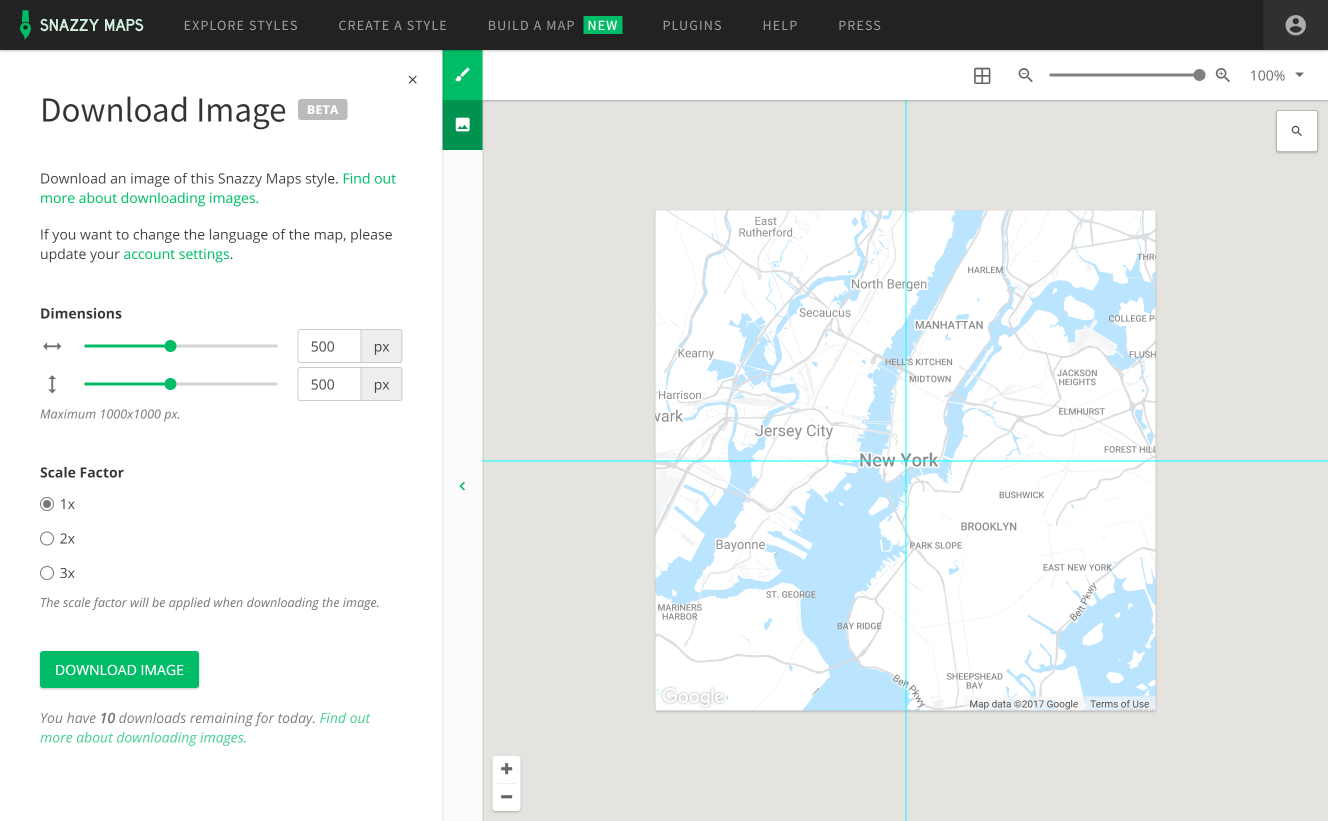 SNAZZY MAPS
EXPLORE STYLES
CREATE A STYLE
BUILD A MAP NEW
PLUGINS
HELP
PRESS
Download Image BETA
Download an image of this Snazzy Maps style. Find out
more about downloading images.
If you want to change the language of the map, please
update your account settings.
Dimensions
500 px
500 px
Maximum 1000x1000 px.
Scale Factor
1x
2x
3x
The scale factor will be applied when downloading the image.
DOWNLOAD IMAGE
You have 10 downloads remaining for today. Find out
more about downloading images.
100%
East
Rutherford
THR
HARLEM
North Bergen
Secaucus
COLLEGE P
MANHATTAN
Kearny
FLUSH
HELL'S KITCHEN
MIDTOWN
JACKSON
HEIGHTS
Harrison
wark
ELMHURST
Jersey City
FOREST HILL
New York
BUSHWICK
BROOKLYN
Bayonne
PARK SLOPE
EAST NEW YORK
ST. GEORGE
Belt Pkwy
MARINERS
HARBOR
BAY RIDGE
Belt Pkwy
SHEEPSHEAD
BAY
Google
Map data ©2017 Google
Terms of Use